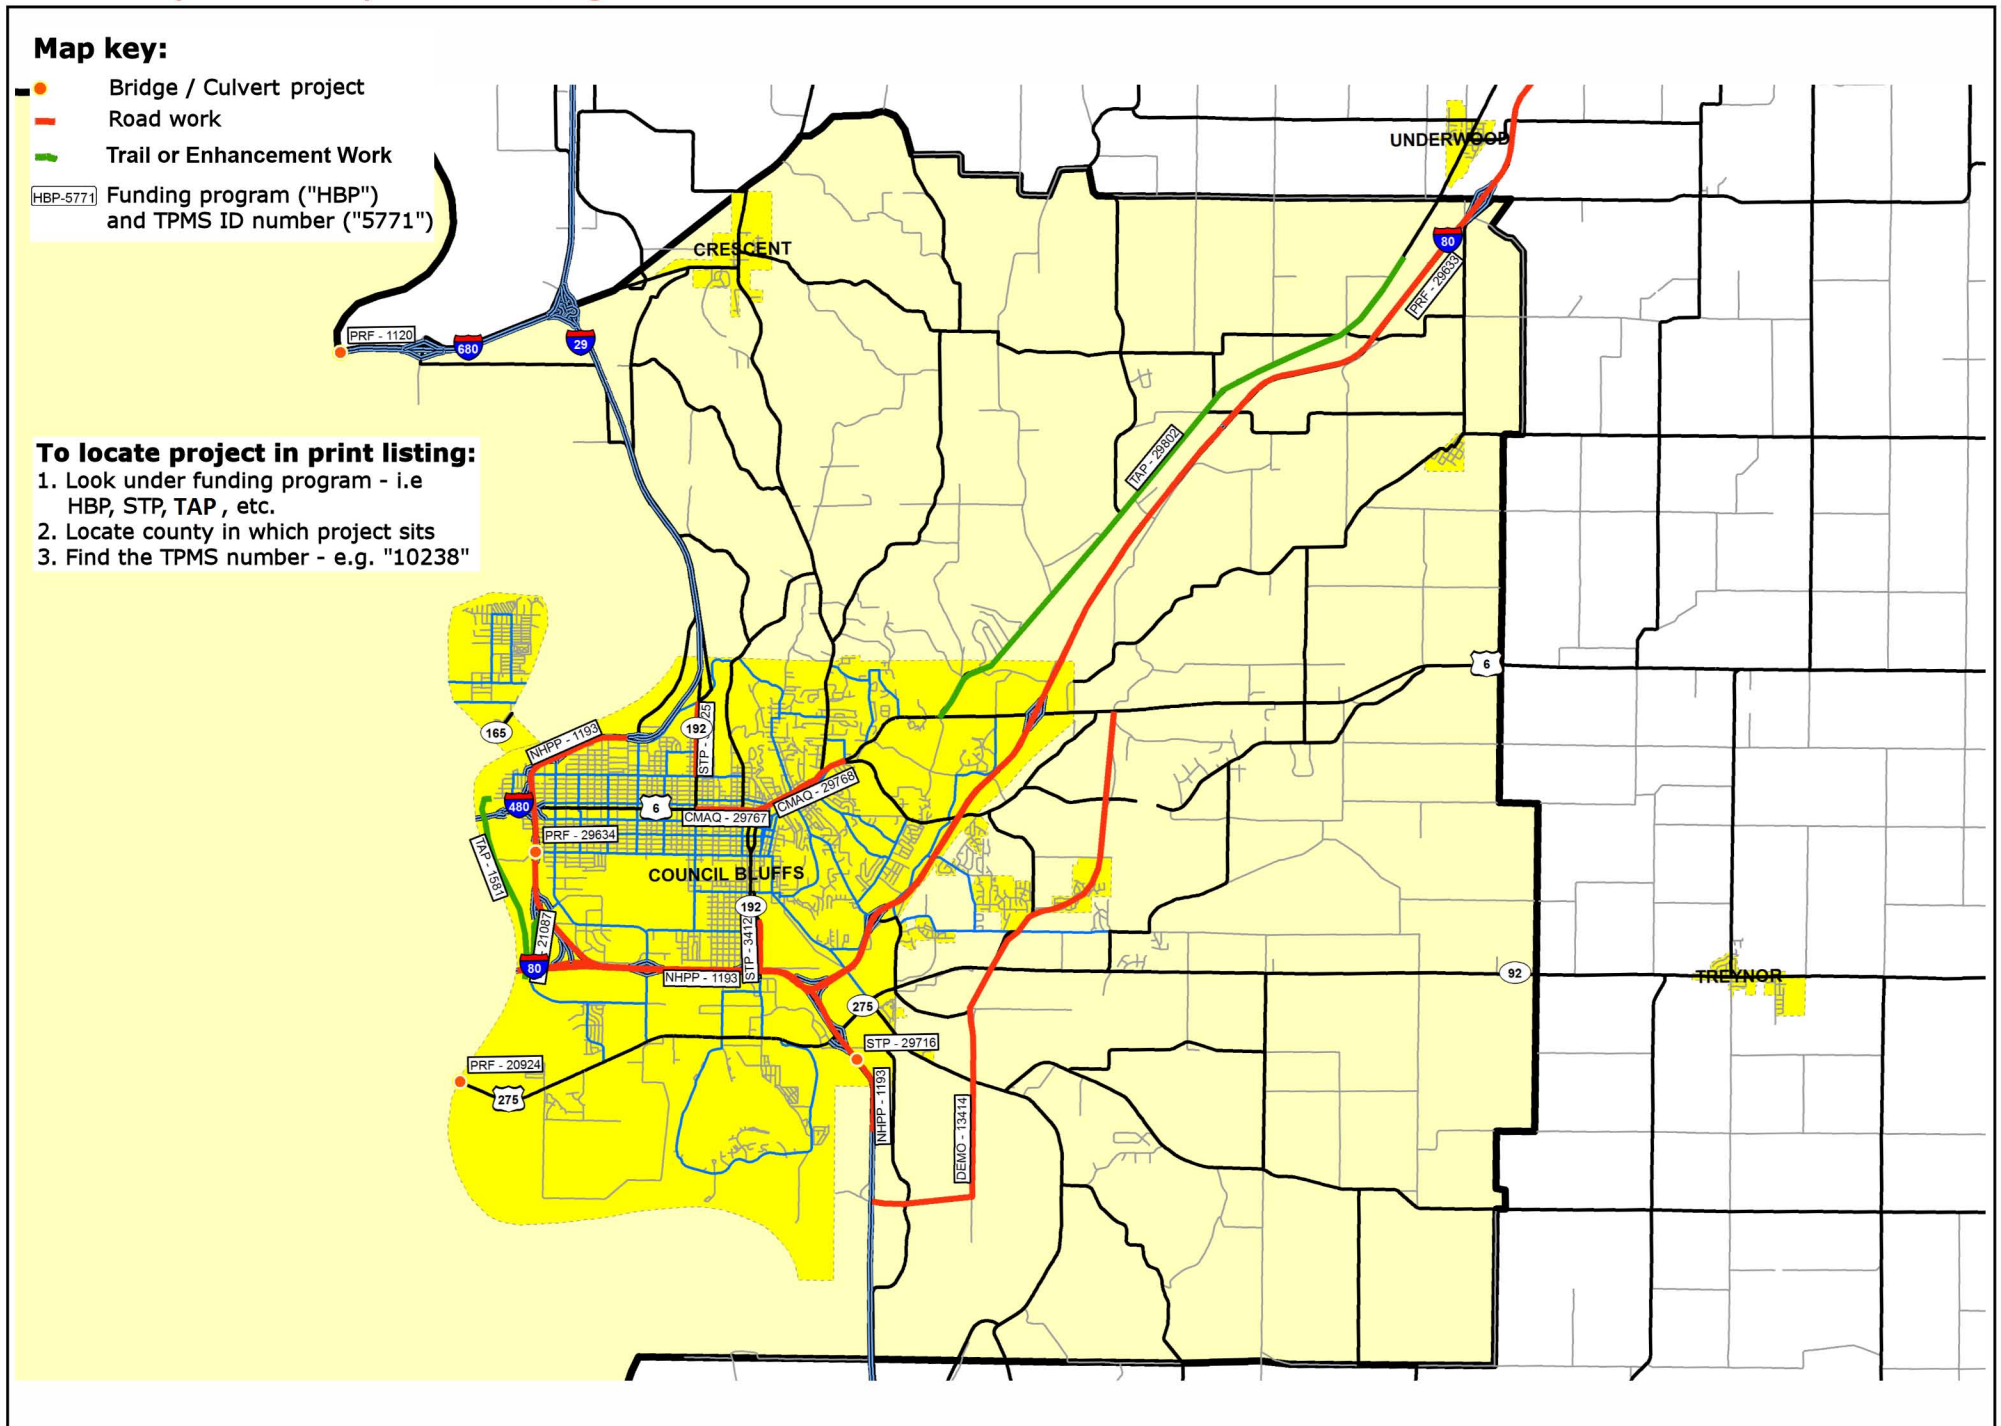 Map key:
Bridge / Culvert project
Road work
Trail or Enhancement Work
HBP-5771
Funding program ("HBP")
and TPMS ID number ("5771")
UNDERWOOD
CRESCENT
80
PRF - 29633
PRF - 1120
680
29
To locate project in print listing:
1. Look under funding program - i.e
HBP, STP, TAP , etc.
2. Locate county in which project sits
3. Find the TPMS number - e.g. "10238"
TAP - 29802
6
165
NHPP - 1193
192
STP -
25
480
6
CMAQ - 29768
CMAQ - 29767
PRF - 29634
TAP - 1581
COUNCIL BLUFFS
192
- 21087
STP - 3412
80
NHPP - 1193
92
TREYNOR
275
STP - 29716
PRF - 20924
275
NHPP - 1193
DEMO - 13414